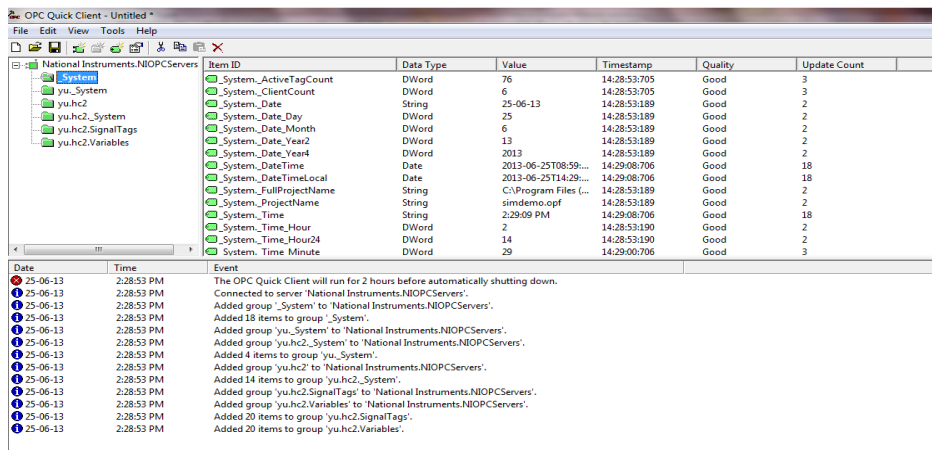 OPC Quick Client - Untitled *
File Edit View Tools Help
National Instruments.NIOPCServers
_System
yu._System
yu.hc2
yu.hc2._System
yu.hc2.SignalTags
yu.hc2.Variables
Item ID Data Type Value Timestamp Quality Update Count
_System._ActiveTagCount DWord 76 14:28:53:705 Good 3
_System._ClientCount DWord 6 14:28:53:705 Good 3
_System._Date String 25-06-13 14:28:53:189 Good 2
_System._Date_Day DWord 25 14:28:53:189 Good 2
_System._Date_Month DWord 6 14:28:53:189 Good 2
_System._Date_Year2 DWord 13 14:28:53:189 Good 2
_System._Date_Year4 DWord 2013 14:28:53:189 Good 2
_System._DateTime Date 2013-06-25T08:59:... 14:29:08:706 Good 18
_System._DateTimeLocal Date 2013-06-25T14:29:... 14:29:08:706 Good 18
_System._FullProjectName String C:\Program Files (... 14:28:53:189 Good 2
_System._ProjectName String simdemo.opf 14:28:53:189 Good 2
_System._Time String 2:29:09 PM 14:29:08:706 Good 18
_System._Time_Hour DWord 2 14:28:53:190 Good 2
_System._Time_Hour24 DWord 14 14:28:53:190 Good 2
_System._Time_Minute DWord 29 14:29:00:706 Good 3
Date Time Event
25-06-13 2:28:53 PM The OPC Quick Client will run for 2 hours before automatically shutting down.
25-06-13 2:28:53 PM Connected to server 'National Instruments.NIOPCServers'.
25-06-13 2:28:53 PM Added group '_System' to 'National Instruments.NIOPCServers'.
25-06-13 2:28:53 PM Added 18 items to group '_System'.
25-06-13 2:28:53 PM Added group 'yu._System' to 'National Instruments.NIOPCServers'.
25-06-13 2:28:53 PM Added group 'yu.hc2._System' to 'National Instruments.NIOPCServers'.
25-06-13 2:28:53 PM Added 4 items to group 'yu._System'.
25-06-13 2:28:53 PM Added group 'yu.hc2' to 'National Instruments.NIOPCServers'.
25-06-13 2:28:53 PM Added 14 items to group 'yu.hc2._System'.
25-06-13 2:28:53 PM Added group 'yu.hc2.SignalTags' to 'National Instruments.NIOPCServers'.
25-06-13 2:28:53 PM Added group 'yu.hc2.Variables' to 'National Instruments.NIOPCServers'.
25-06-13 2:28:53 PM Added 20 items to group 'yu.hc2.SignalTags'.
25-06-13 2:28:53 PM Added 20 items to group 'yu.hc2.Variables'.